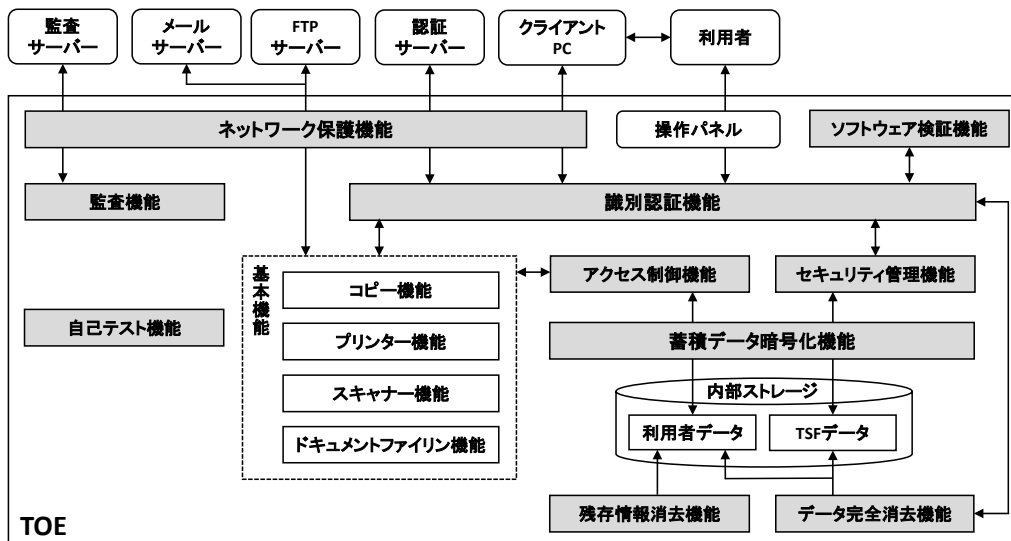 監査
サーバー
メール
サーバー
FTP
サーバー
認証
サーバー
クライアント
PC
利用者
ネットワーク保護機能
操作パネル
ソフトウェア検証機能
監査機能
識別認証機能
基本機能
コピー機能
アクセス制御機能
セキュリティ管理機能
自己テスト機能
プリンター機能
蓄積データ暗号化機能
スキャナー機能
内部ストレージ
ドキュメントファイリン機能
利用者データ
TSFデータ
残存情報消去機能
データ完全消去機能
TOE